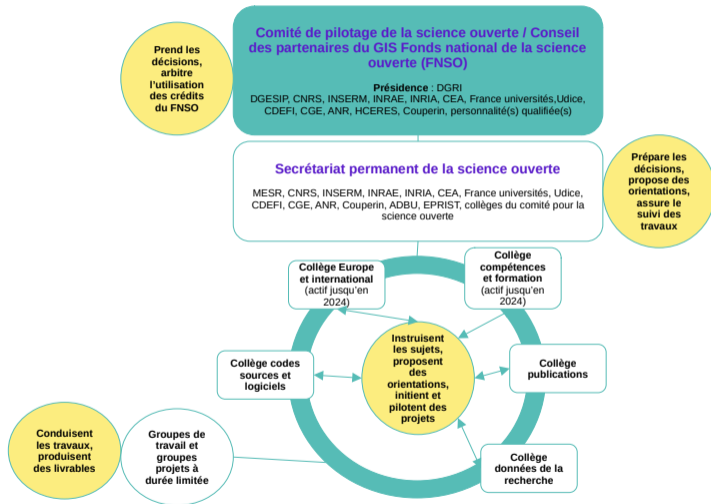 Comité de pilotage de la science ouverte / Conseil
des partenaires du GIS Fonds national de la science
ouverte (FNSO)
Présidence : DGRI
DGESIP, CNRS, INSERM, INRAE, INRIA, CEA, France universités,Udice,
CDEFI, CGE, ANR, HCERES, Couperin, personnalité(s) qualifiée(s)
Prend les
décisions,
arbitre
l'utilisation
des crédits
du FNSO
Secrétariat permanent de la science ouverte
MESR, CNRS, INSERM, INRAE, INRIA, CEA, France universités, Udice,
CDEFI, CGE, ANR, Couperin, ADBU, EPRIST, collèges du comité pour la
science ouverte
Prépare les
décisions,
propose des
orientations,
assure le
suivi des
travaux
Collège Europe
et international
(actif jusqu'en
2024)
Collège
compétences
et formation
(actif jusqu'en
2024)
Instruisent
les sujets,
proposent
des
orientations,
initient et
pilotent des
projets
Collège codes
sources et
logiciels
Collège
publications
Collège
données de la
recherche
Conduisent
les travaux,
produisent
des livrables
Groupes de
travail et
groupes
projets à
durée limitée